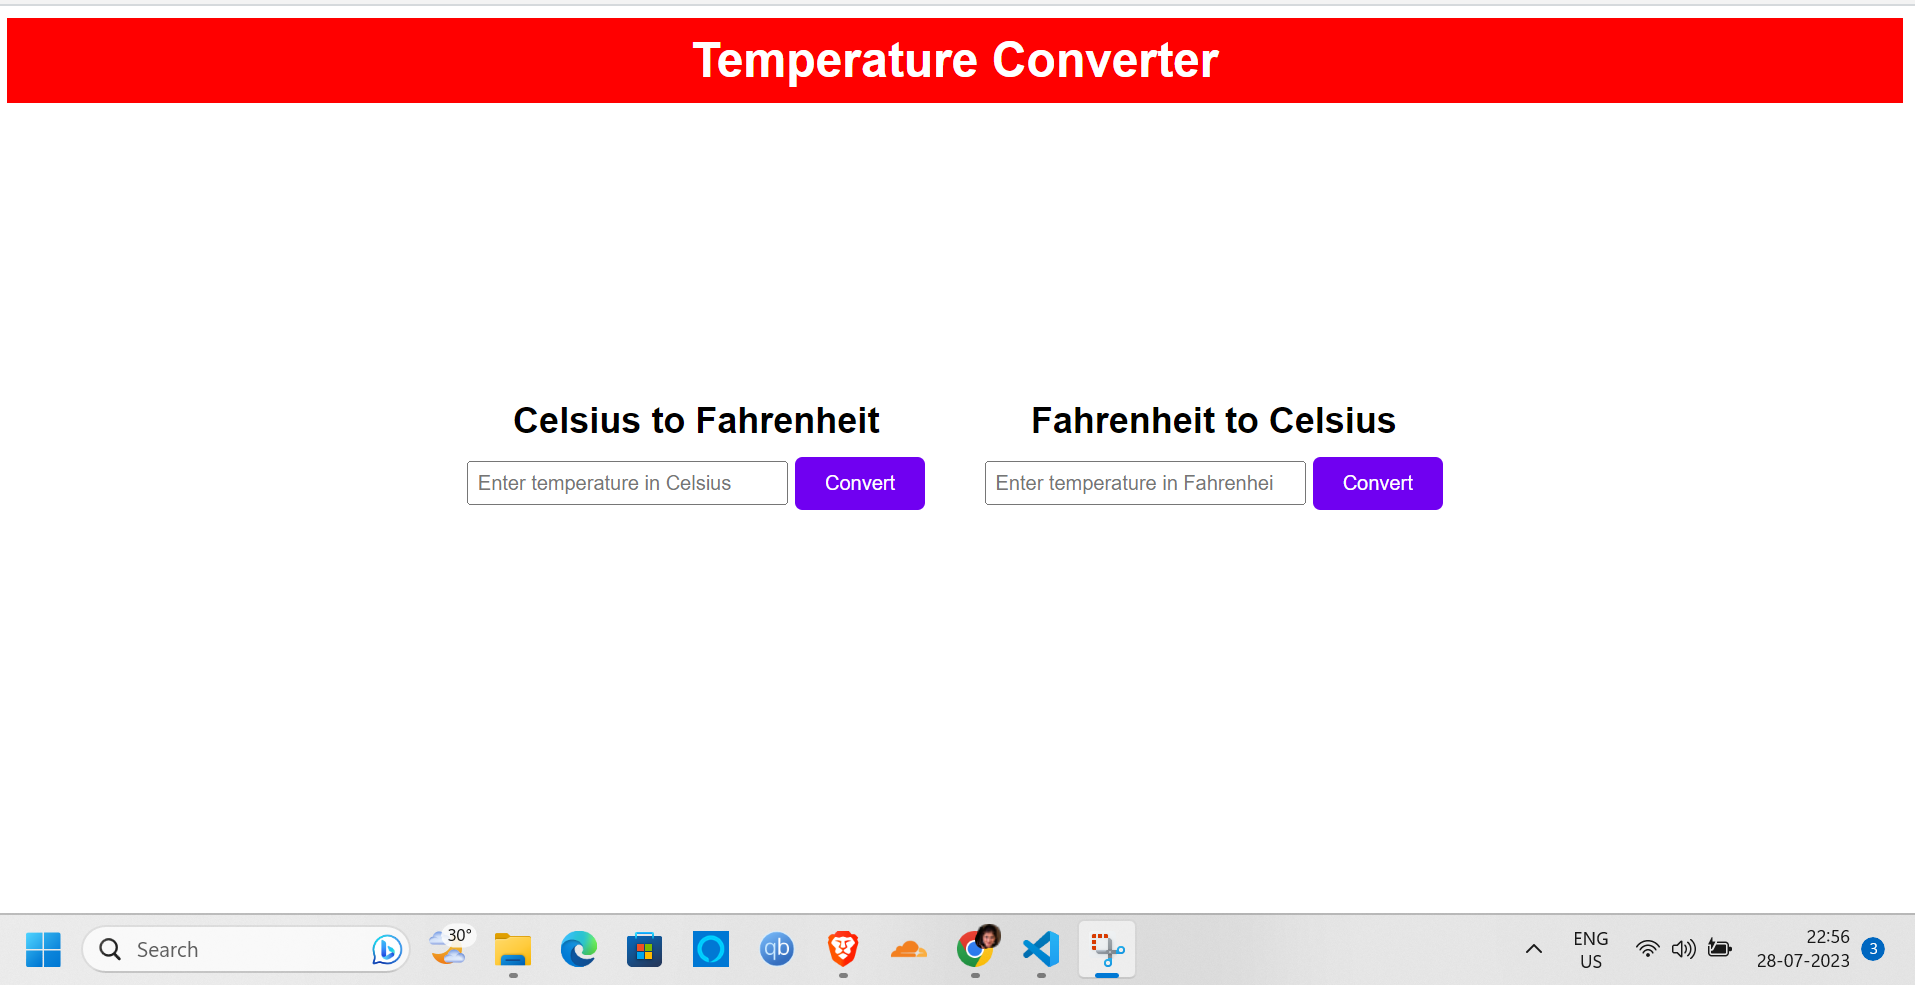 Temperature Converter
Celsius to Fahrenheit
Enter temperature in Celsius
Convert
Fahrenheit to Celsius
Enter temperature in Fahrenhei
Convert
Search
30°
qb
ENG
US
22:56
28-07-2023
3